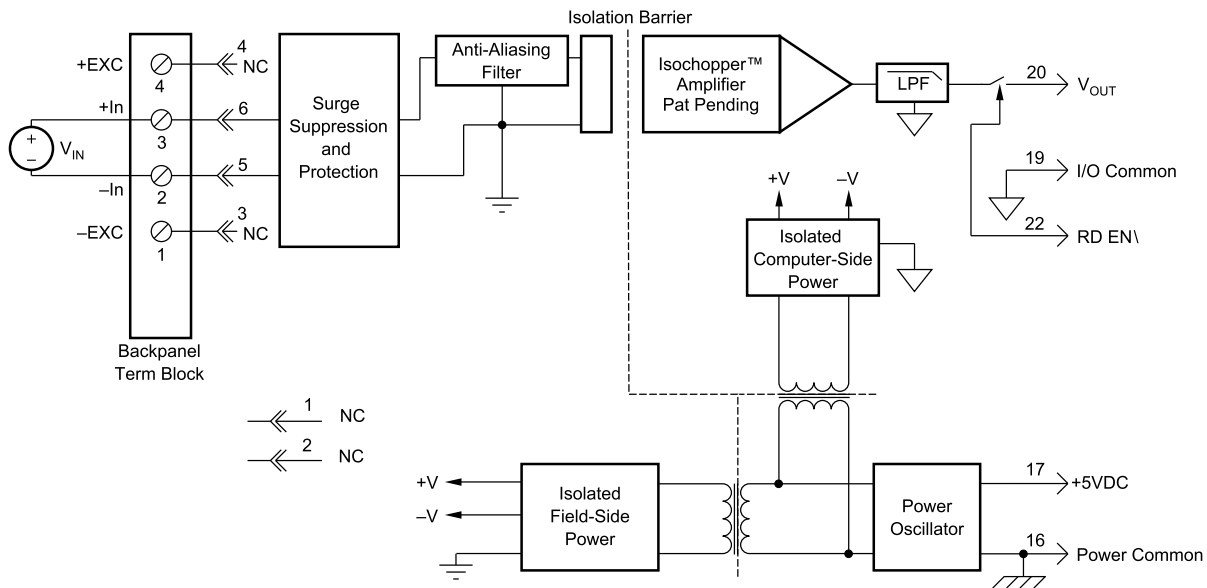 Isolation Barrier
+EXC
4
4
NC
+In
3
6
+
–
V_IN
–In
2
5
–EXC
1
3
NC
Backpanel
Term Block
Surge
Suppression
and
Protection
Anti-Aliasing
Filter
Isochopper™
Amplifier
Pat Pending
LPF
20
V_OUT
19
I/O Common
22
RD EN\
+V
–V
Isolated
Computer-Side
Power
1
NC
2
NC
+V
–V
Isolated
Field-Side
Power
Power
Oscillator
17
+5VDC
16
Power Common